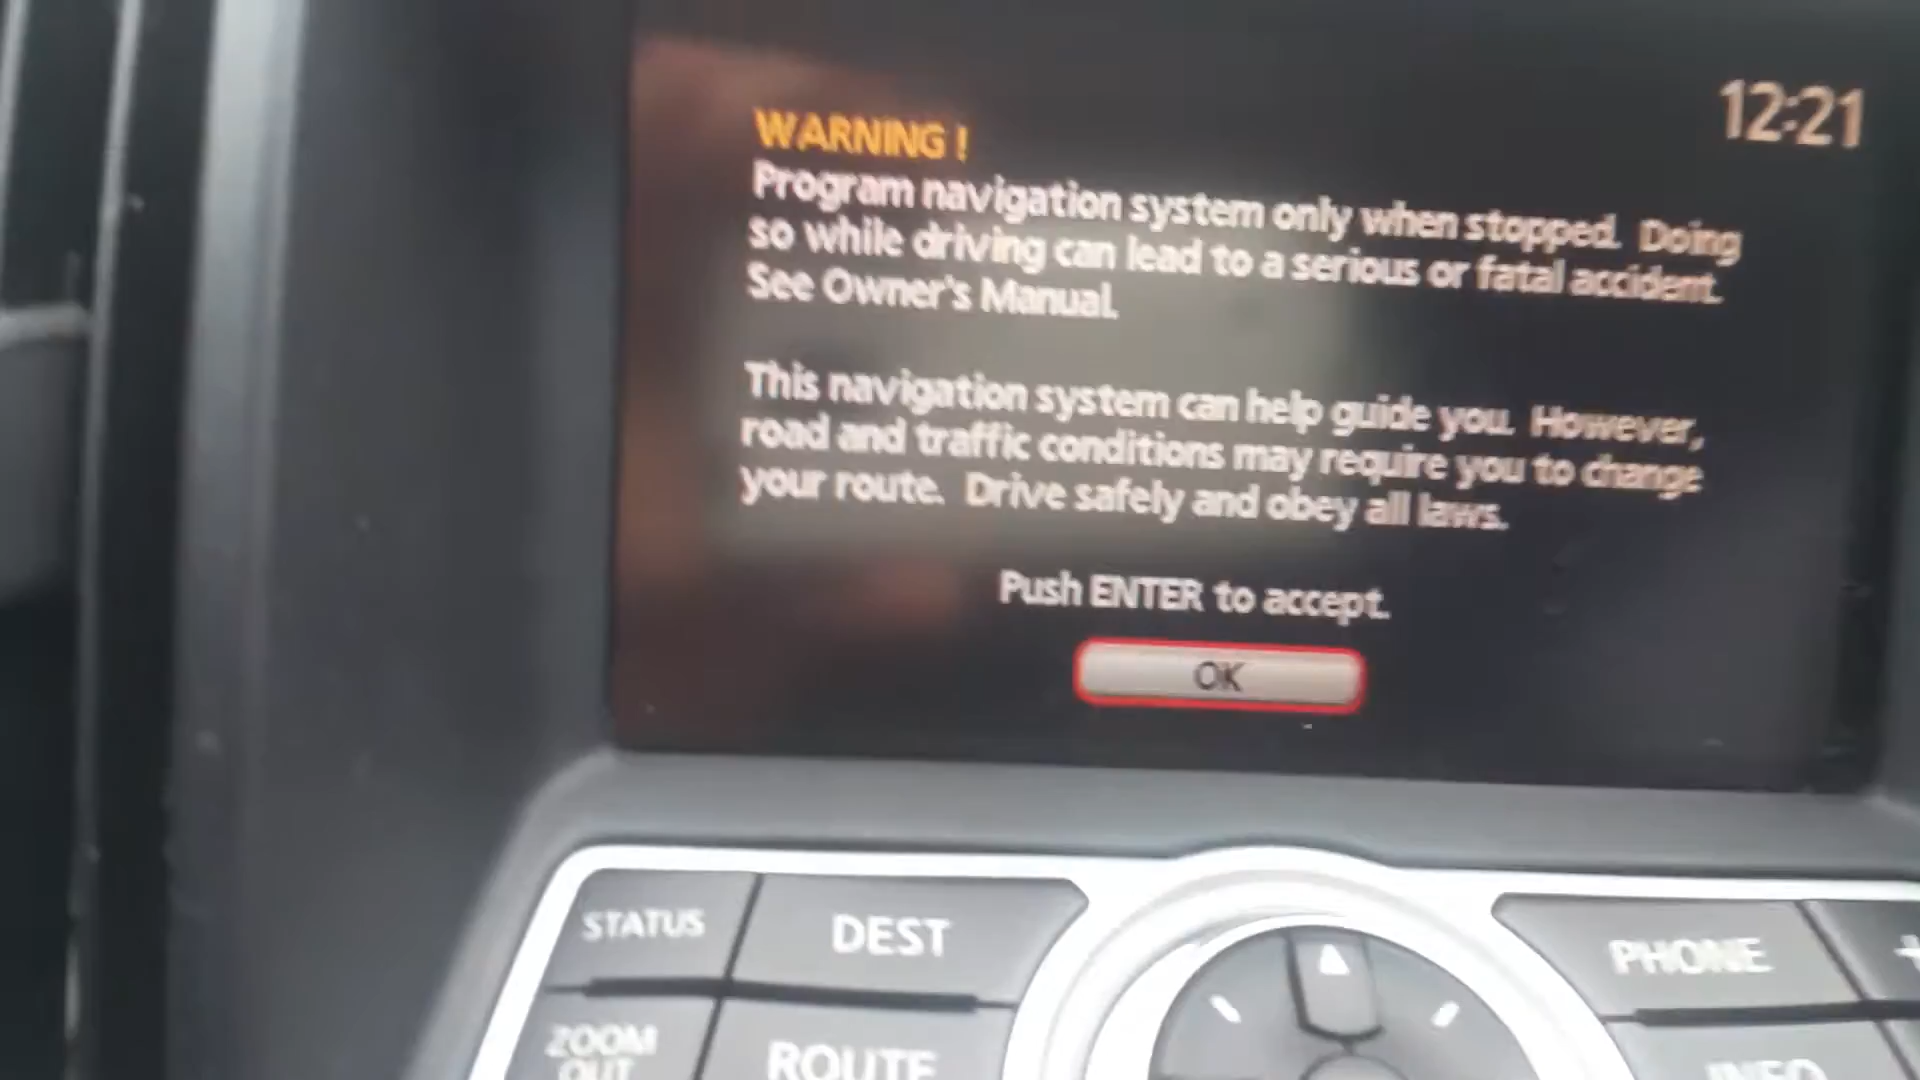 12:21
WARNING !
Program navigation system only when stopped. Doing
so while driving can lead to a serious or fatal accident.
See Owner's Manual.
This navigation system can help guide you. However,
road and traffic conditions may require you to change
your route. Drive safely and obey all laws.
Push ENTER to accept.
OK
STATUS
DEST
PHONE
ZOOM
OUT
ROUTE
INFO